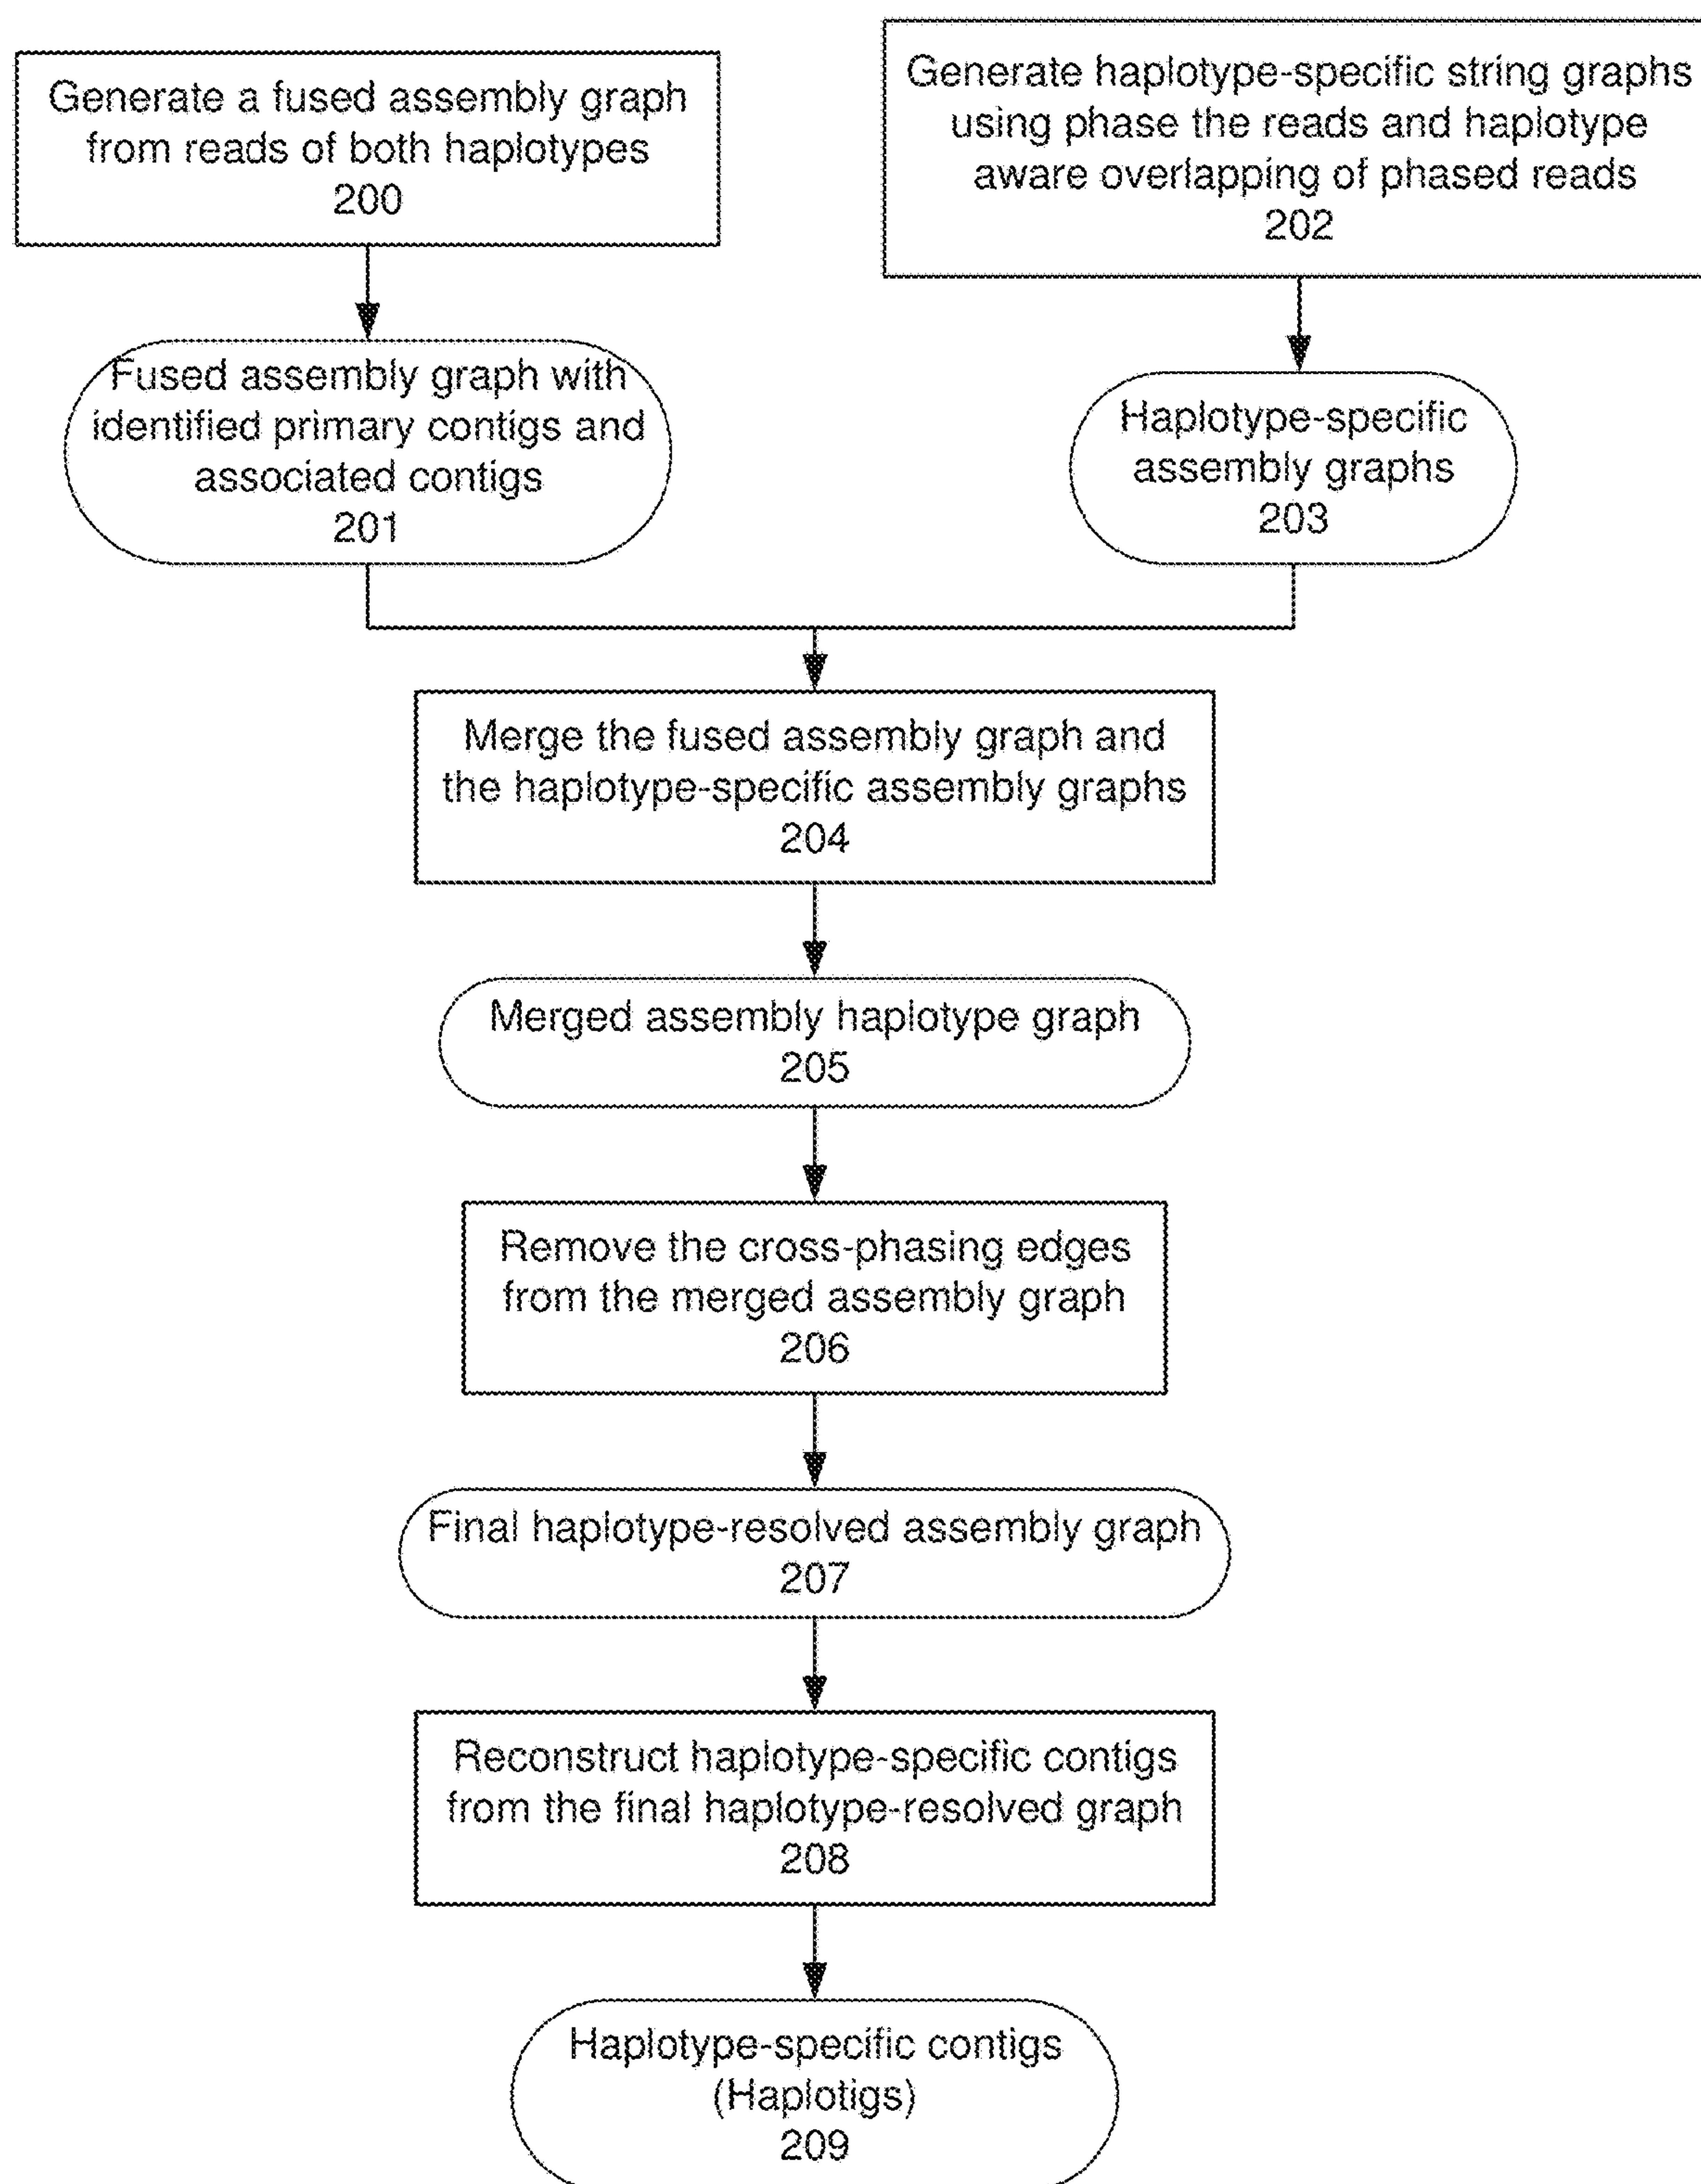 Generate a fused assembly graph
from reads of both haplotypes
200
Generate haplotype-specific string graphs
using phase the reads and haplotype
aware overlapping of phased reads
202
Fused assembly graph with
identified primary contigs and
associated contigs
201
Haplotype-specific
assembly graphs
203
Merge the fused assembly graph and
the haplotype-specific assembly graphs
204
Merged assembly haplotype graph
205
Remove the cross-phasing edges
from the merged assembly graph
206
Final haplotype-resolved assembly graph
207
Reconstruct haplotype-specific contigs
from the final haplotype-resolved graph
208
Haplotype-specific contigs
(Haplotigs)
209